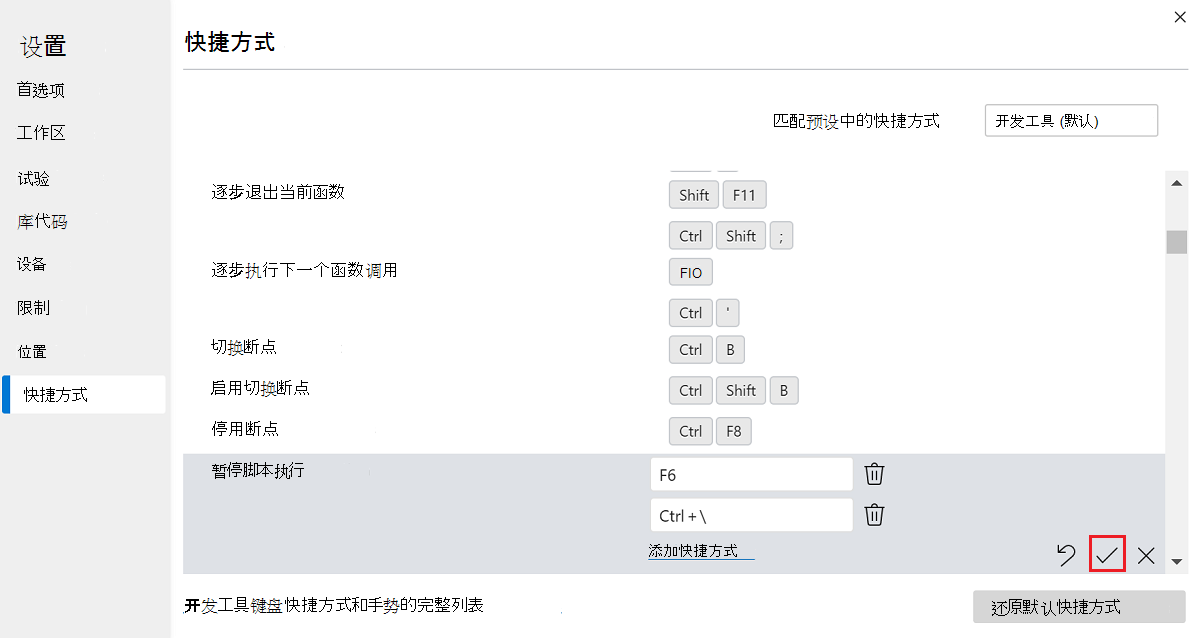 设置
首选项
工作区
试验
库代码
设备
限制
位置
快捷方式
快捷方式
匹配预设中的快捷方式 开发工具 (默认)
逐步退出当前函数 Shift F11
Ctrl Shift ;
逐步执行下一个函数调用 FIO
Ctrl '
切换断点 Ctrl B
启用切换断点 Ctrl Shift B
停用断点 Ctrl F8
暂停脚本执行 F6
Ctrl + \
添加快捷方式
开发工具键盘快捷方式和手势的完整列表 还原默认快捷方式